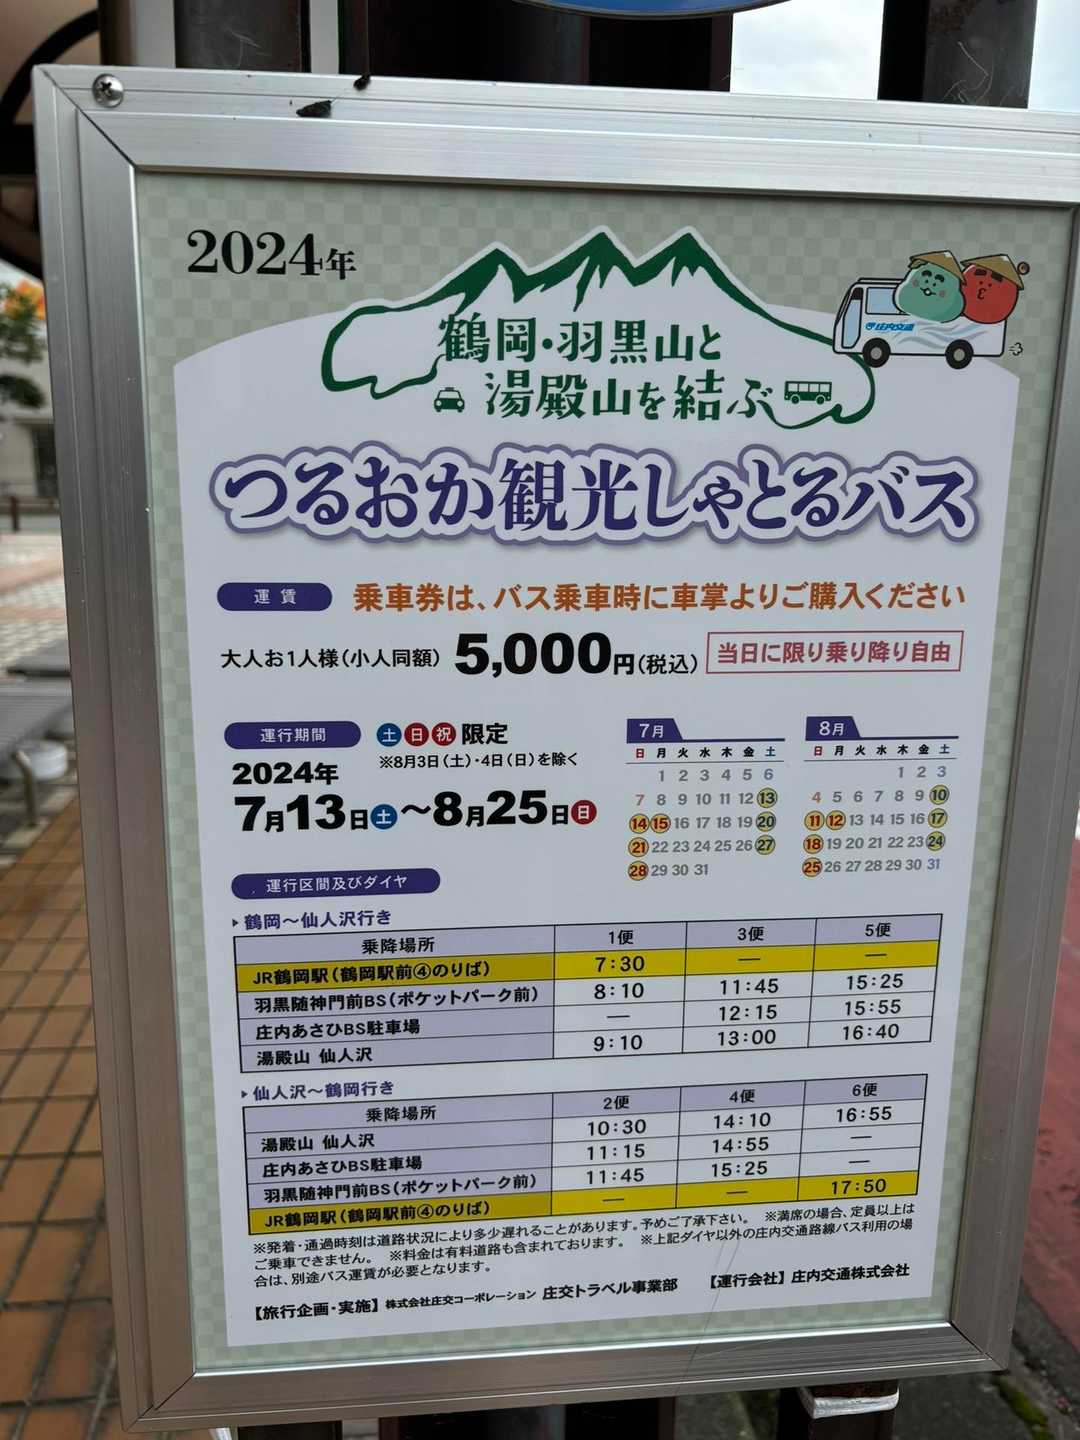 2024年
鶴岡・羽黒山と
湯殿山を結ぶ
庄内交通
つるおか観光しゃとるバス
運賃 乗車券は、バス乗車時に車掌よりご購入ください
大人お1人様(小人同額) 5,000円(税込) 当日に限り乗り降り自由
運行期間 土日祝限定
※8月3日(土)・4日(日)を除く
2024年
7月13日土〜8月25日日
7月
日 月 火 水 木 金 土
1 2 3 4 5 6
7 8 9 10 11 12 13
14 15 16 17 18 19 20
21 22 23 24 25 26 27
28 29 30 31
8月
日 月 火 水 木 金 土
1 2 3
4 5 6 7 8 9 10
11 12 13 14 15 16 17
18 19 20 21 22 23 24
25 26 27 28 29 30 31
運行区間及びダイヤ
鶴岡〜仙人沢行き
乗降場所 1便 3便 5便
JR鶴岡駅(鶴岡駅前④のりば) 7:30 — —
羽黒随神門前BS(ポケットパーク前) 8:10 11:45 15:25
庄内あさひBS駐車場 — 12:15 15:55
湯殿山 仙人沢 9:10 13:00 16:40
仙人沢〜鶴岡行き
乗降場所 2便 4便 6便
湯殿山 仙人沢 10:30 14:10 16:55
庄内あさひBS駐車場 11:15 14:55 —
羽黒随神門前BS(ポケットパーク前) 11:45 15:25 —
JR鶴岡駅(鶴岡駅前④のりば) — — 17:50
※発着・通過時刻は道路状況により多少遅れることがあります。予めご了承下さい。 ※満席の場合、定員以上は
ご乗車できません。 ※料金は有料道路も含まれております。 ※上記ダイヤ以外の庄内交通路線バス利用の場
合は、別途バス運賃が必要となります。
【旅行企画・実施】株式会社庄交コーポレーション 庄交トラベル事業部 【運行会社】庄内交通株式会社